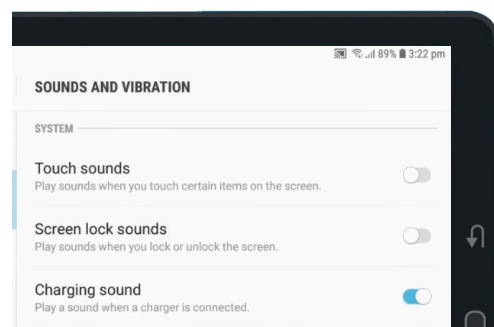 89% 3:22 pm
SOUNDS AND VIBRATION
SYSTEM
Touch sounds
Play sounds when you touch certain items on the screen.
Screen lock sounds
Play sounds when you lock or unlock the screen.
Charging sound
Play a sound when a charger is connected.